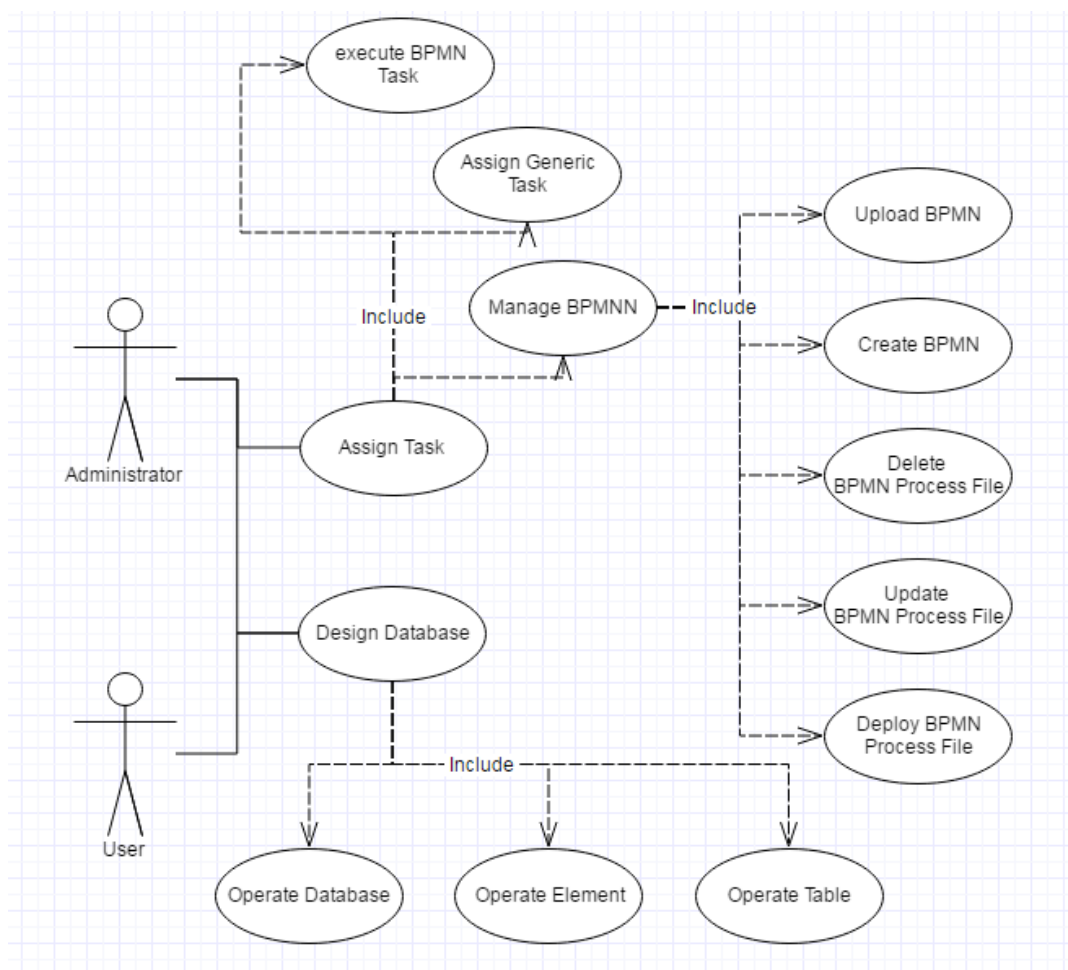 execute BPMN
Task
Assign Generic
Task
Upload BPMN
Manage BPMNN
Include
Include
Create BPMN
Administrator
Assign Task
Delete
BPMN Process File
Update
BPMN Process File
Design Database
Deploy BPMN
Process File
Include
User
Operate Database
Operate Element
Operate Table